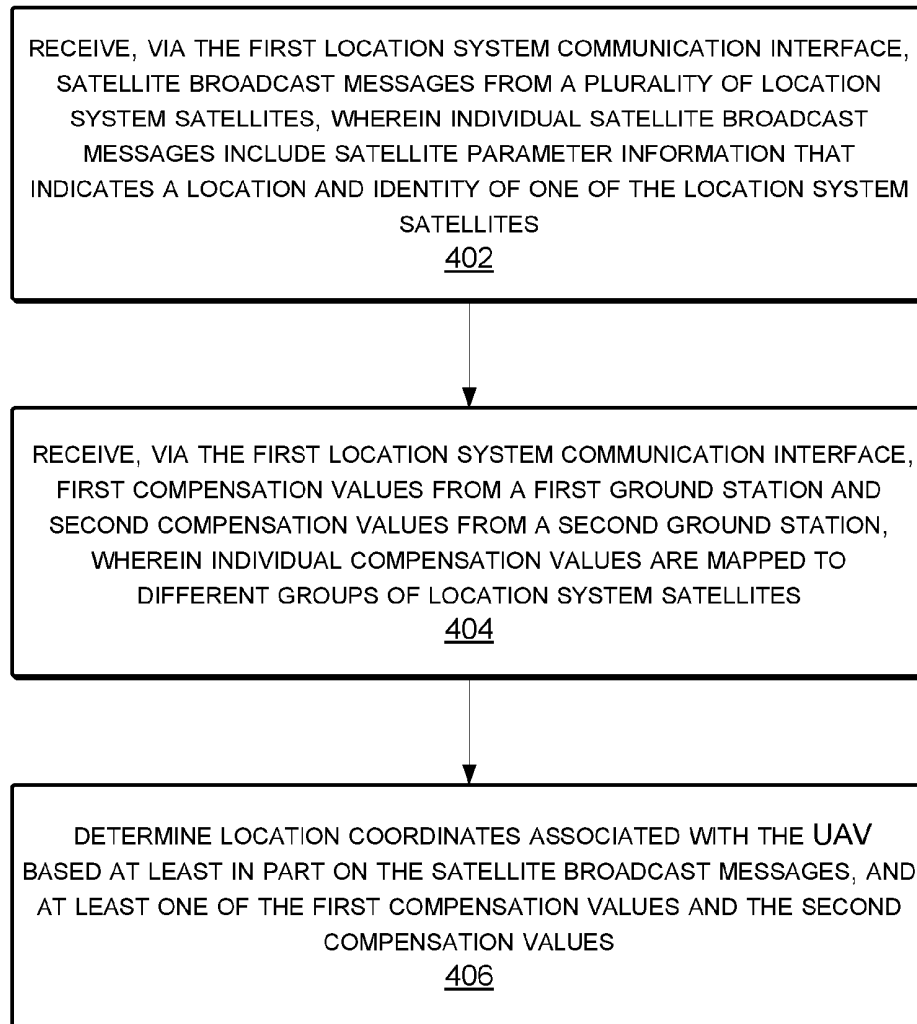 RECEIVE, VIA THE FIRST LOCATION SYSTEM COMMUNICATION INTERFACE,
SATELLITE BROADCAST MESSAGES FROM A PLURALITY OF LOCATION
SYSTEM SATELLITES, WHEREIN INDIVIDUAL SATELLITE BROADCAST
MESSAGES INCLUDE SATELLITE PARAMETER INFORMATION THAT
INDICATES A LOCATION AND IDENTITY OF ONE OF THE LOCATION SYSTEM
SATELLITES
402
RECEIVE, VIA THE FIRST LOCATION SYSTEM COMMUNICATION INTERFACE,
FIRST COMPENSATION VALUES FROM A FIRST GROUND STATION AND
SECOND COMPENSATION VALUES FROM A SECOND GROUND STATION,
WHEREIN INDIVIDUAL COMPENSATION VALUES ARE MAPPED TO
DIFFERENT GROUPS OF LOCATION SYSTEM SATELLITES
404
DETERMINE LOCATION COORDINATES ASSOCIATED WITH THE UAV
BASED AT LEAST IN PART ON THE SATELLITE BROADCAST MESSAGES, AND
AT LEAST ONE OF THE FIRST COMPENSATION VALUES AND THE SECOND
COMPENSATION VALUES
406